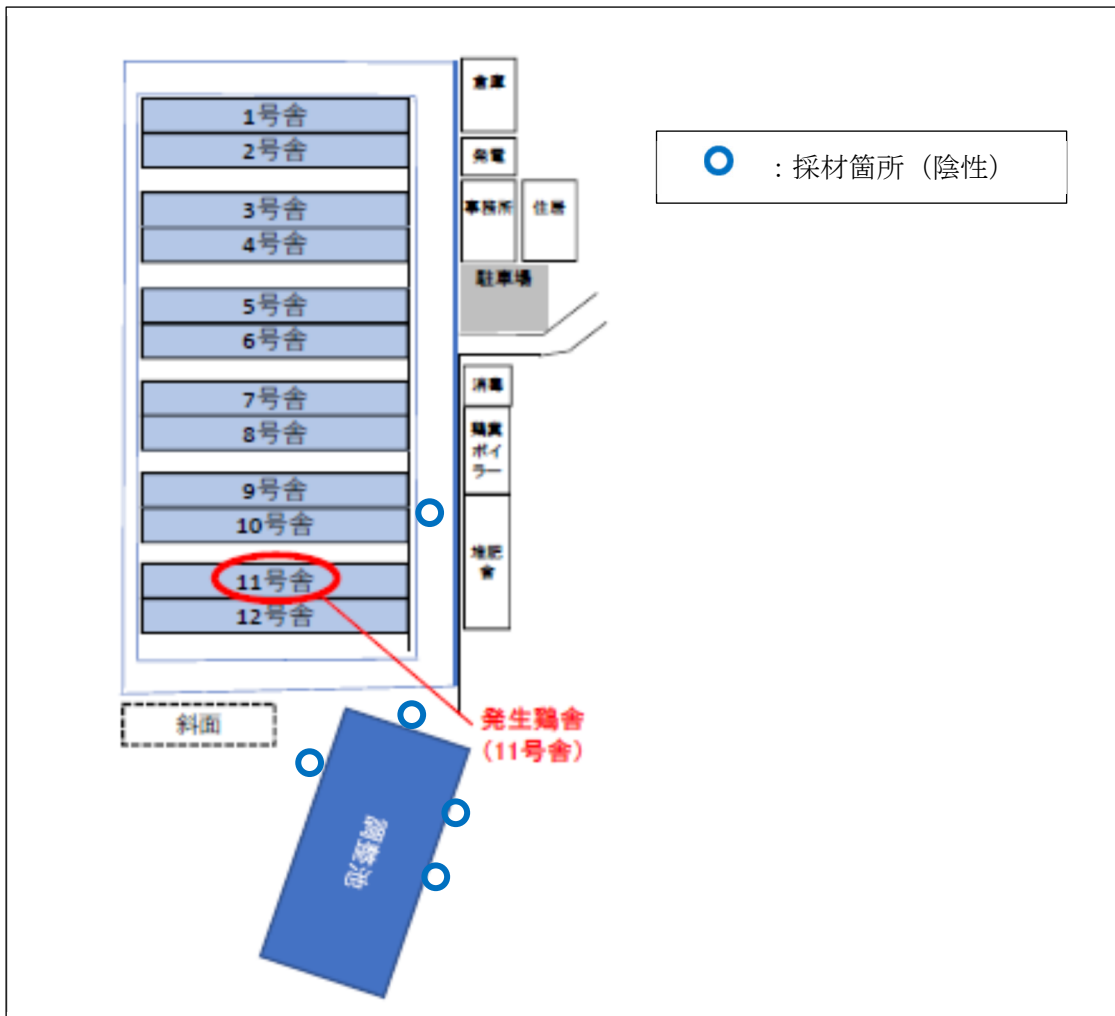 1号舎
2号舎
3号舎
4号舎
5号舎
6号舎
7号舎
8号舎
9号舎
10号舎
11号舎
12号舎
倉庫
発電
事務所
住居
駐車場
消毒
鶏糞
ボイ
ラー
堆肥
舎
：採材箇所（陰性）
斜面
発生鶏舎
（11号舎）
調整池